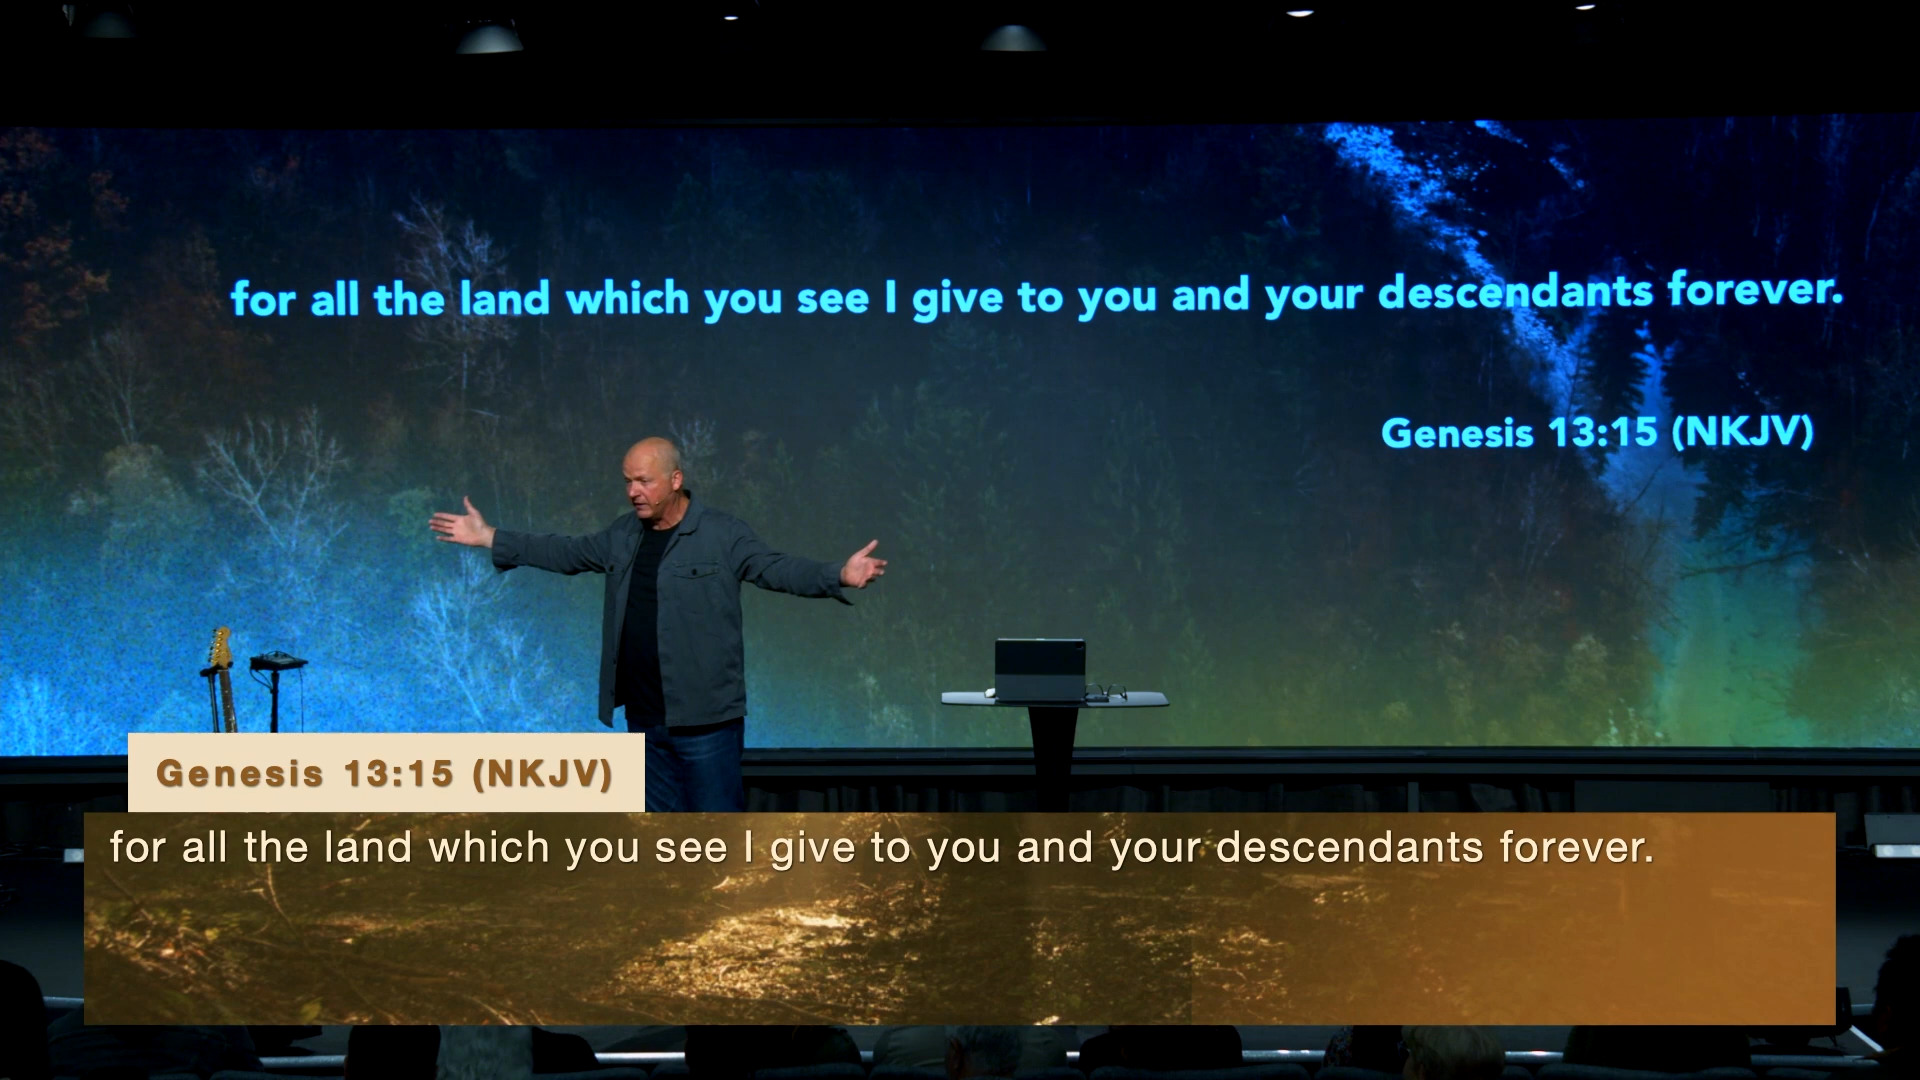 for all the land which you see I give to you and your descendants forever.
Genesis 13:15 (NKJV)
Genesis 13:15 (NKJV)
for all the land which you see I give to you and your descendants forever.